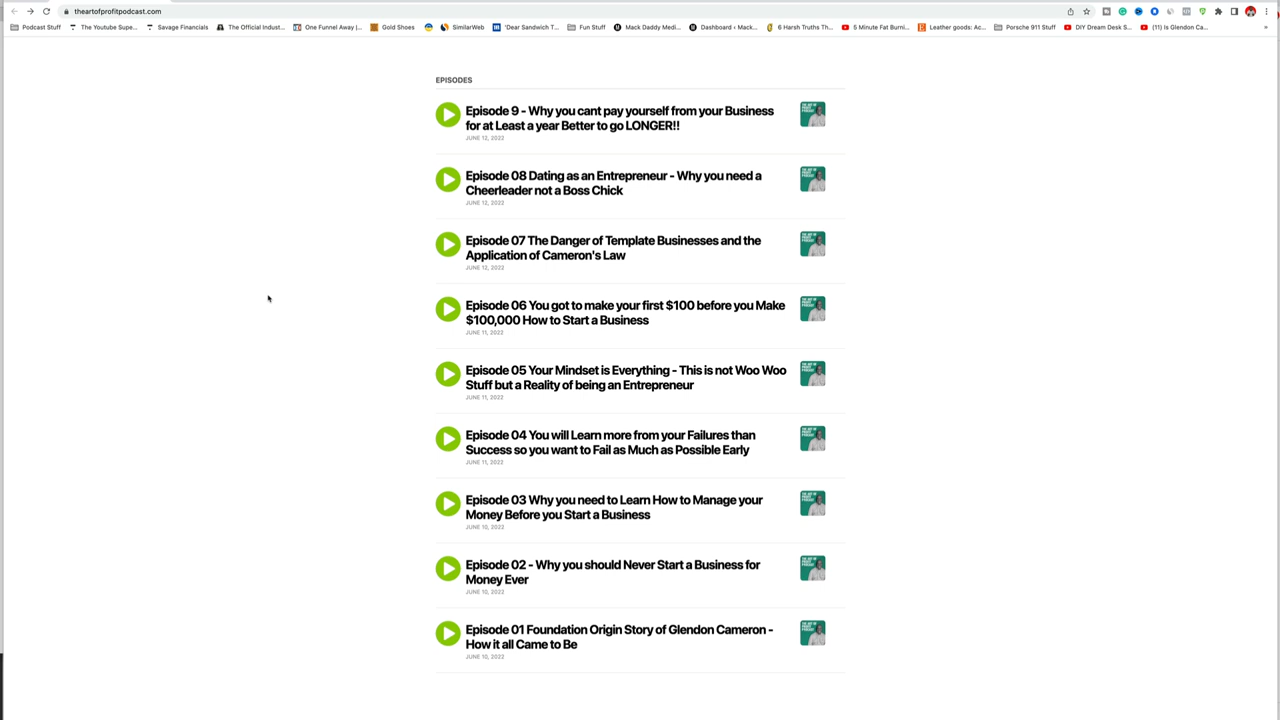 theartofprofitpodcast.com
Podcast Stuff
The Youtube Supe...
Savage Financials
The Official Indust...
One Funnel Away |...
Gold Shoes
SimilarWeb
'Dear Sandwich T...
Fun Stuff
Mack Daddy Medi...
Dashboard ‹ Mack...
6 Harsh Truths Th...
5 Minute Fat Burni...
Leather goods: Ac...
Porsche 911 Stuff
DIY Dream Desk S...
(11) Is Glendon Ca...
»
EPISODES
Episode 9 - Why you cant pay yourself from your Business
for at Least a year Better to go LONGER!!
JUNE 12, 2022
Episode 08 Dating as an Entrepreneur - Why you need a
Cheerleader not a Boss Chick
JUNE 12, 2022
Episode 07 The Danger of Template Businesses and the
Application of Cameron's Law
JUNE 12, 2022
Episode 06 You got to make your first $100 before you Make
$100,000 How to Start a Business
JUNE 11, 2022
Episode 05 Your Mindset is Everything - This is not Woo Woo
Stuff but a Reality of being an Entrepreneur
JUNE 11, 2022
Episode 04 You will Learn more from your Failures than
Success so you want to Fail as Much as Possible Early
JUNE 11, 2022
Episode 03 Why you need to Learn How to Manage your
Money Before you Start a Business
JUNE 10, 2022
Episode 02 - Why you should Never Start a Business for
Money Ever
JUNE 10, 2022
Episode 01 Foundation Origin Story of Glendon Cameron -
How it all Came to Be
JUNE 10, 2022